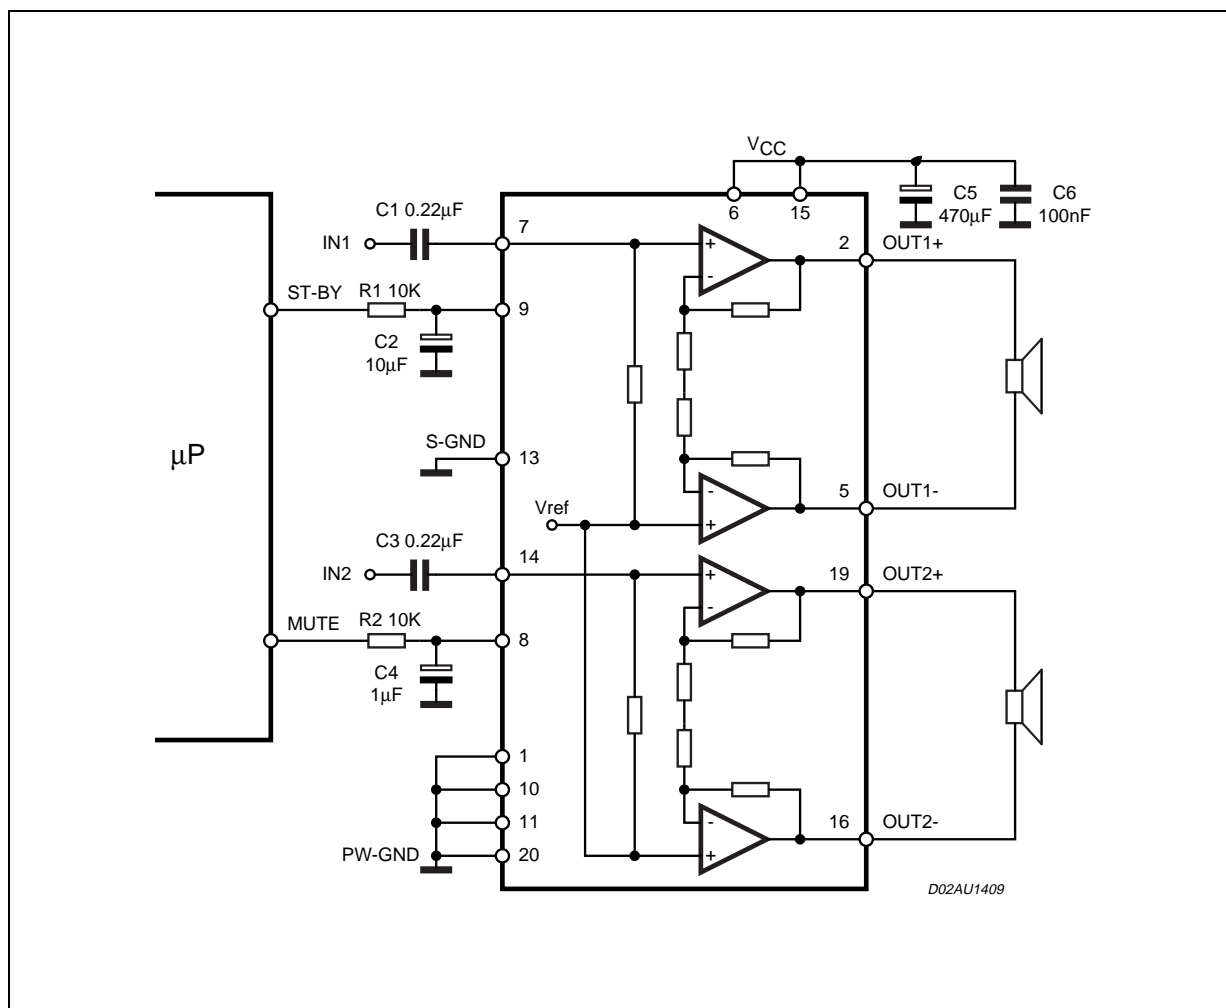 VCC
C1 0.22μF
7
6
15
C5
470μF
C6
100nF
IN1
+
-
2
OUT1+
ST-BY
R1 10K
9
C2
10μF
μP
S-GND
13
Vref
-
+
5
OUT1-
C3 0.22μF
14
IN2
+
-
19
OUT2+
MUTE
R2 10K
8
C4
1μF
1
10
11
PW-GND
20
-
+
16
OUT2-
D02AU1409